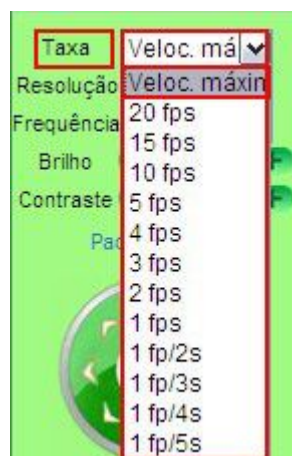 Taxa Veloc. má
Resolução Veloc. máxin
Frequência 20 fps
15 fps
Brilho 10 fps
Contraste 5 fps
4 fps
Pad 3 fps
2 fps
1 fps
1 fp/2s
1 fp/3s
1 fp/4s
1 fp/5s